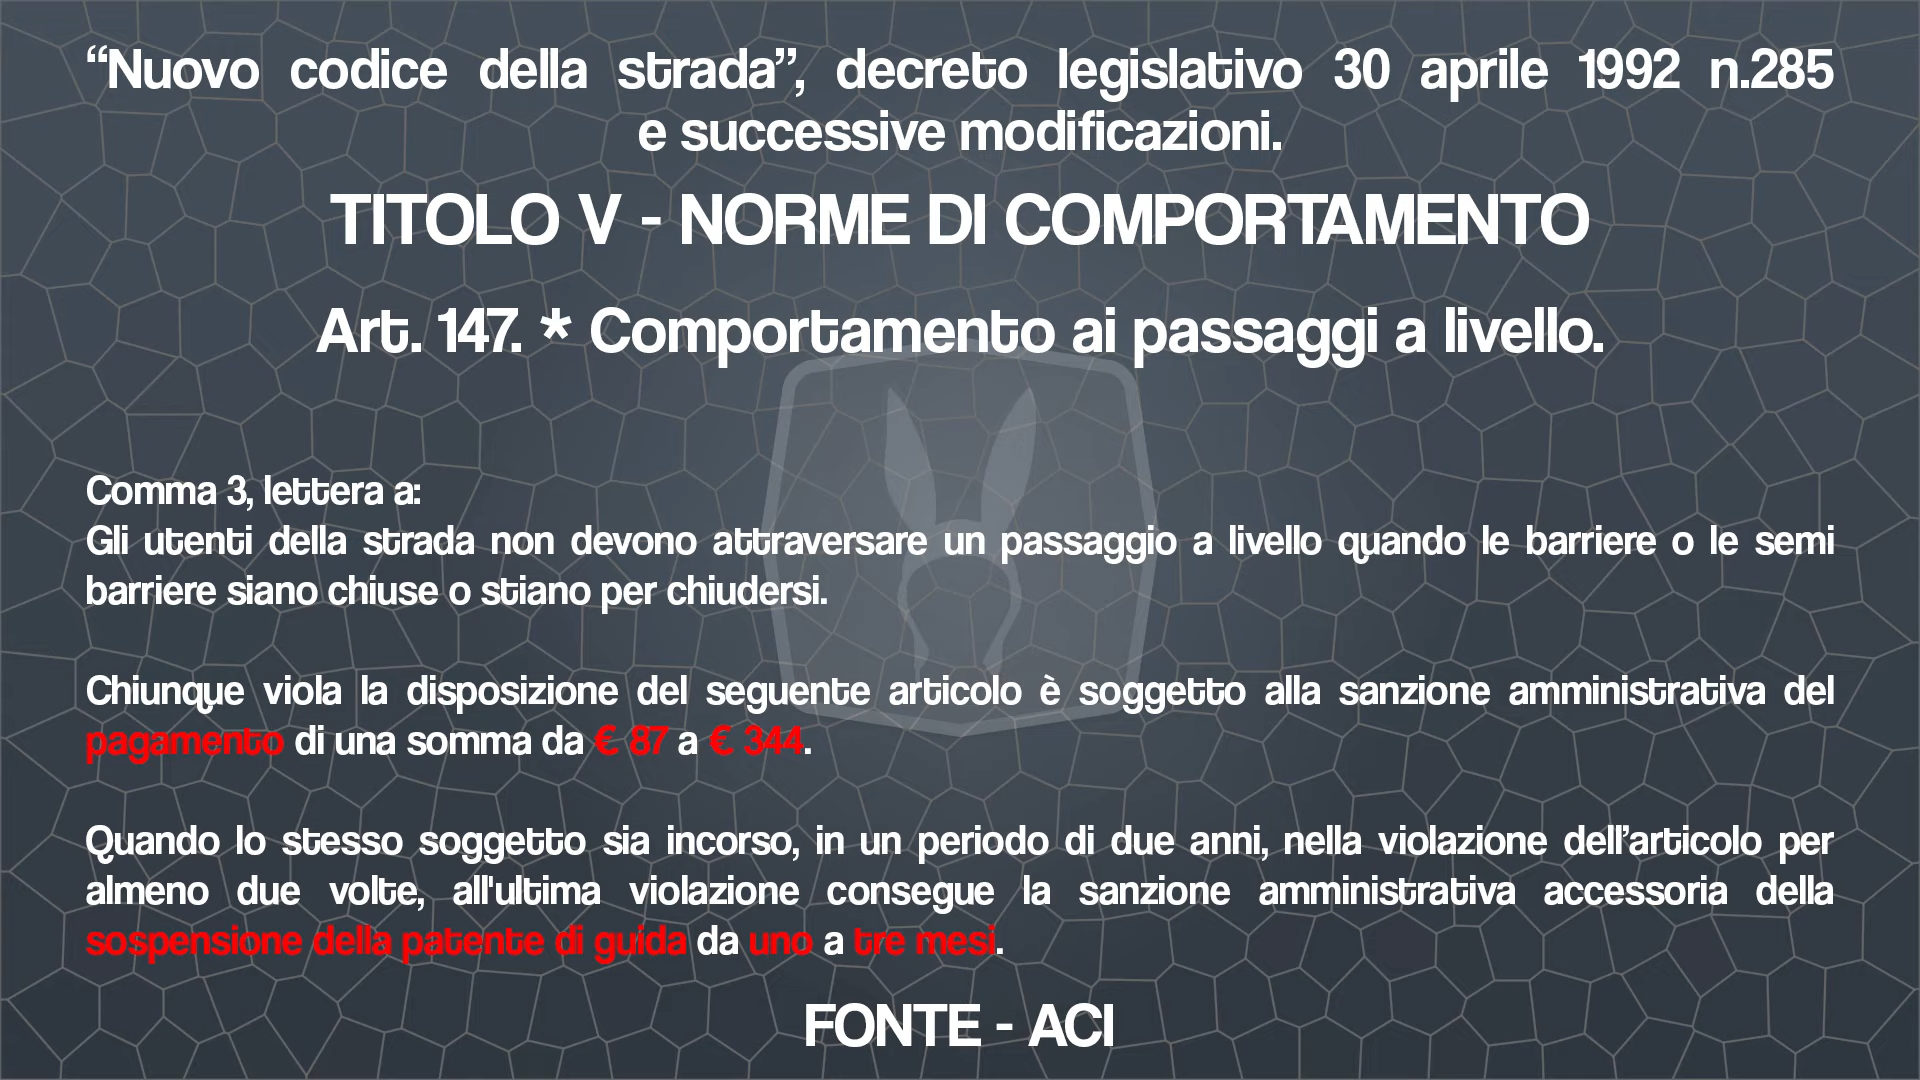 “Nuovo codice della strada”, decreto legislativo 30 aprile 1992 n.285
e successive modificazioni.
TITOLO V - NORME DI COMPORTAMENTO
Art. 147. * Comportamento ai passaggi a livello.
Comma 3, lettera a:
Gli utenti della strada non devono attraversare un passaggio a livello quando le barriere o le semi
barriere siano chiuse o stiano per chiudersi.
Chiunque viola la disposizione del seguente articolo è soggetto alla sanzione amministrativa del
pagamento di una somma da € 87 a € 344.
Quando lo stesso soggetto sia incorso, in un periodo di due anni, nella violazione dell’articolo per
almeno due volte, all'ultima violazione consegue la sanzione amministrativa accessoria della
sospensione della patente di guida da uno a tre mesi.
FONTE - ACI